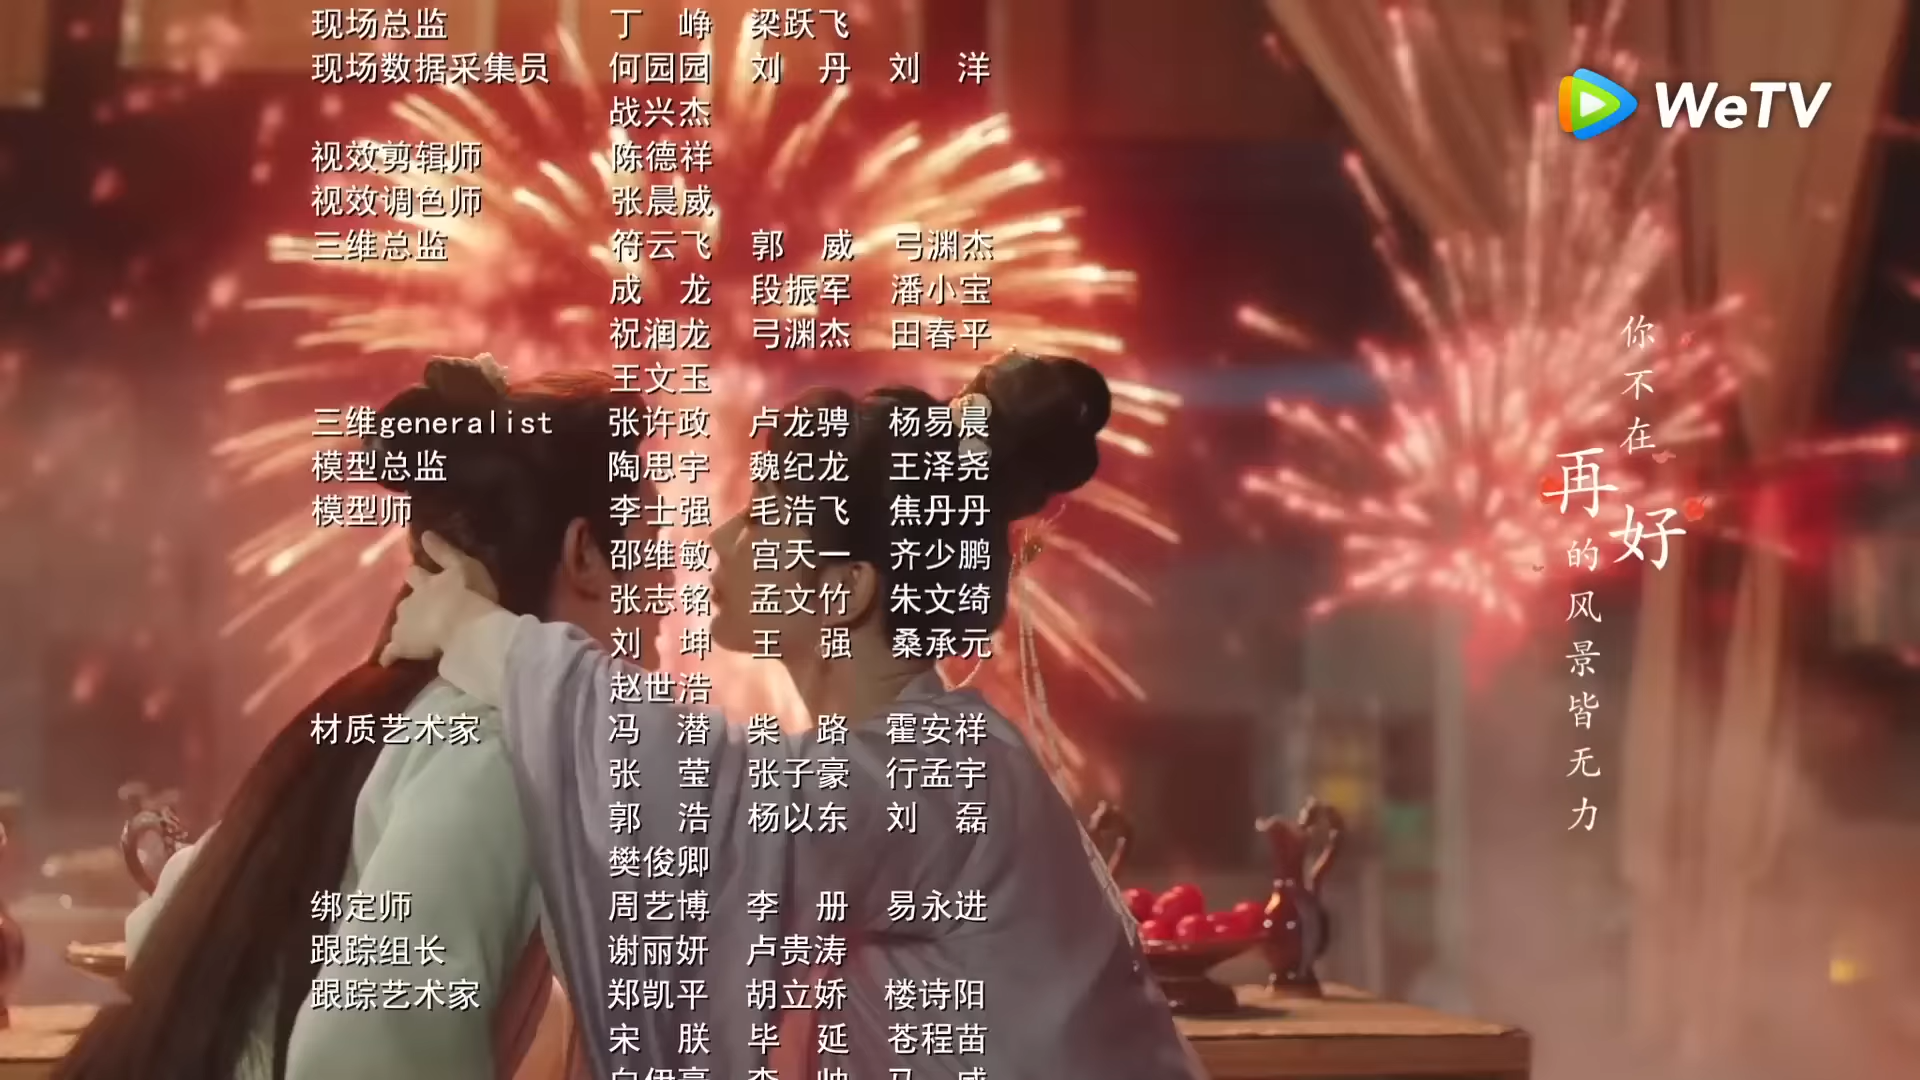 现场总监 丁 峥 梁跃飞
现场数据采集员 何园园 刘 丹 刘 洋
战兴杰
视效剪辑师 陈德祥
视效调色师 张晨威
三维总监 符云飞 郭 威 弓渊杰
成 龙 段振军 潘小宝
祝润龙 弓渊杰 田春平
王文玉
三维generalist 张许政 卢龙骋 杨易晨
模型总监 陶思宇 魏纪龙 王泽尧
模型师 李士强 毛浩飞 焦丹丹
邵维敏 宫天一 齐少鹏
张志铭 孟文竹 朱文绮
刘 坤 王 强 桑承元
赵世浩
材质艺术家 冯 潜 柴 路 霍安祥
张 莹 张子豪 行孟宇
郭 浩 杨以东 刘 磊
樊俊卿
绑定师 周艺博 李 册 易永进
跟踪组长 谢丽妍 卢贵涛
跟踪艺术家 郑凯平 胡立娇 楼诗阳
宋 朕 毕 延 苍程苗
WeTV
你不在
再好的风景皆无力